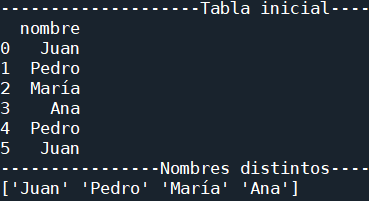 --------------------Tabla inicial----
nombre
0 Juan
1 Pedro
2 María
3 Ana
4 Pedro
5 Juan
----------------Nombres distintos----
['Juan' 'Pedro' 'María' 'Ana']